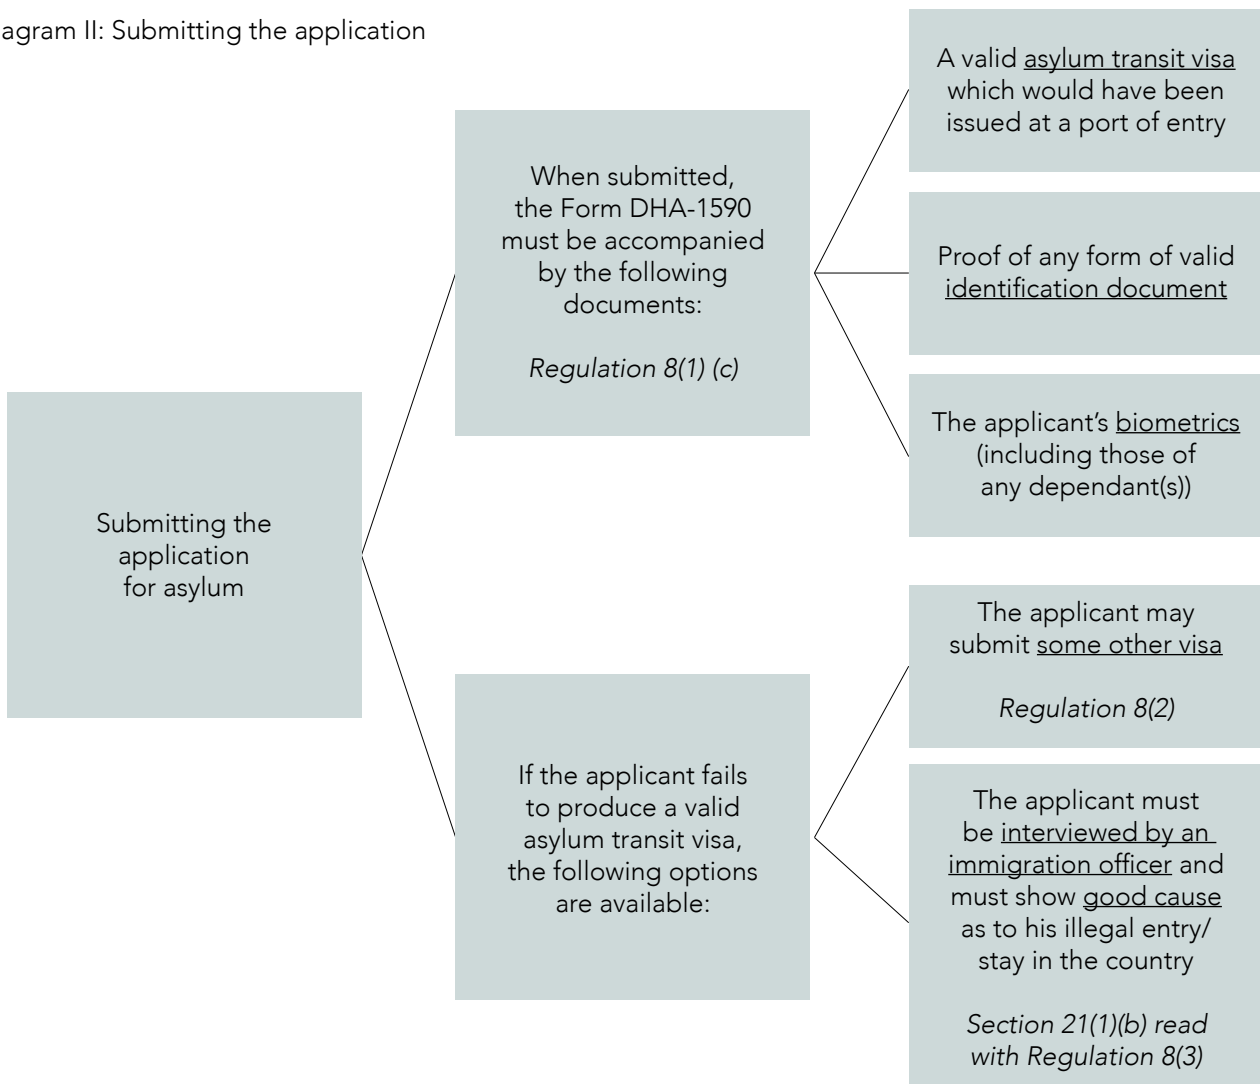 agram II: Submitting the application
Submitting the
application
for asylum
When submitted,
the Form DHA-1590
must be accompanied
by the following
documents:
Regulation 8(1) (c)
A valid asylum transit visa
which would have been
issued at a port of entry
Proof of any form of valid
identification document
The applicant’s biometrics
(including those of
any dependant(s))
If the applicant fails
to produce a valid
asylum transit visa,
the following options
are available:
The applicant may
submit some other visa
Regulation 8(2)
The applicant must
be interviewed by an
immigration officer and
must show good cause
as to his illegal entry/
stay in the country
Section 21(1)(b) read
with Regulation 8(3)